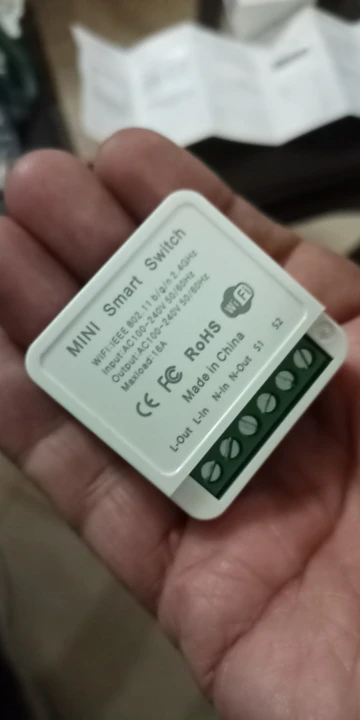 MINI Smart Switch
WIFI:IEEE 802.11 b/g/n 2.4GHz
Input:AC100~240V 50/60Hz
Output:AC100~240V 50/60Hz
Maxload:16A
CE FC RoHS WiFi
Made in China
L-Out L-In N-In N-Out S1 S2